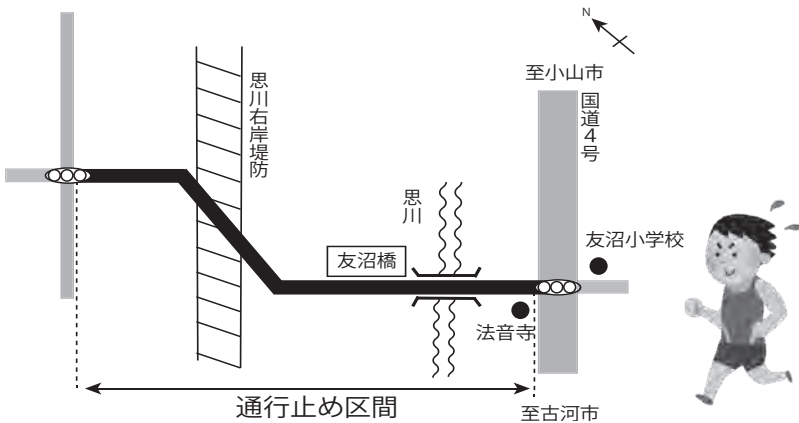 N
至小山市
国道4号
思川右岸堤防
思川
友沼小学校
友沼橋
法音寺
通行止め区間
至古河市